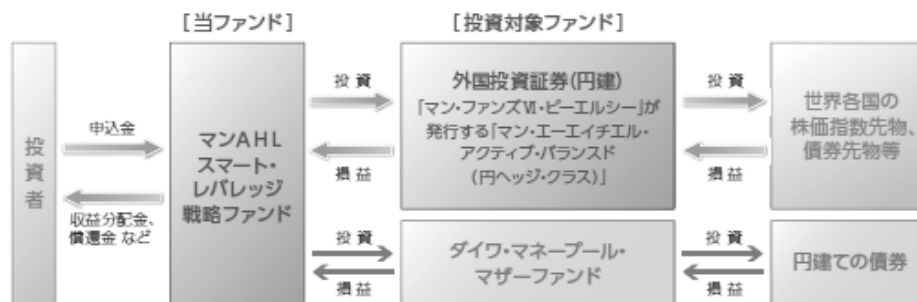 [当ファンド]
[投資対象ファンド]
投資者
申込金
収益分配金、
償還金 など
マンAHL
スマート・
レバレッジ
戦略ファンド
投資
損益
外国投資証券(円建)
「マン・ファンズⅥ・ピーエルシー」が
発行する「マン・エーエイチエル・
アクティブ・バランスド
(円ヘッジ・クラス)」
投資
損益
世界各国の
株価指数先物、
債券先物等
投資
損益
ダイワ・マネープール・
マザーファンド
投資
損益
円建ての債券